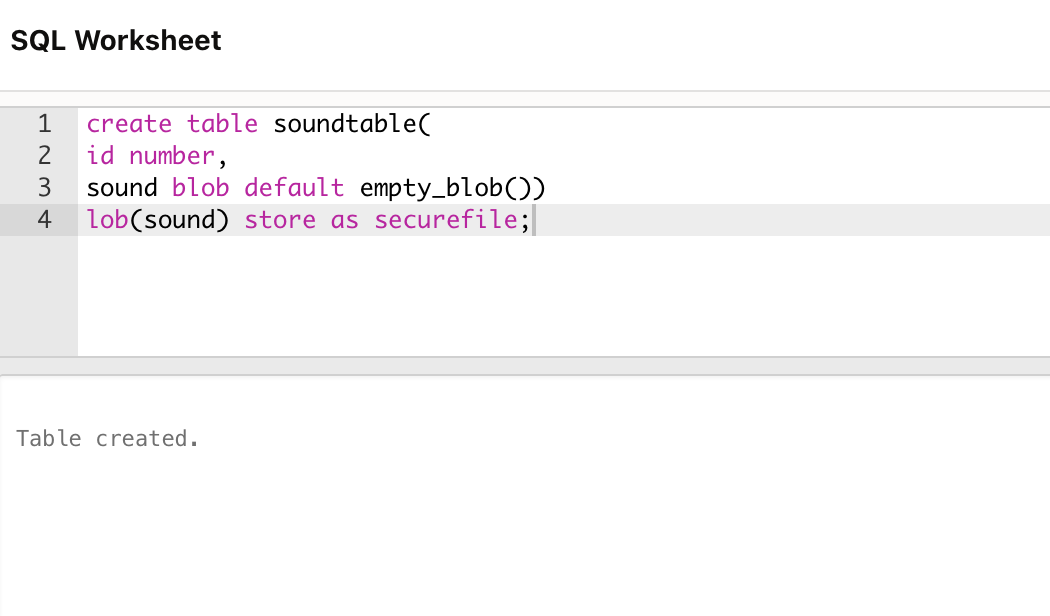 SQL Worksheet
1 create table soundtable(
2 id number,
3 sound blob default empty_blob())
4 lob(sound) store as securefile;
Table created.